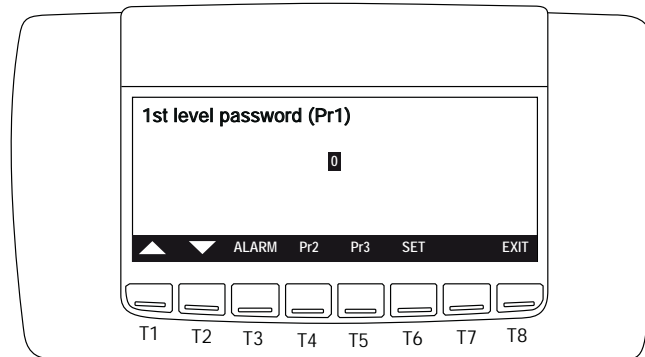 1st level password (Pr1)
0
ALARM Pr2 Pr3 SET EXIT
T1 T2 T3 T4 T5 T6 T7 T8